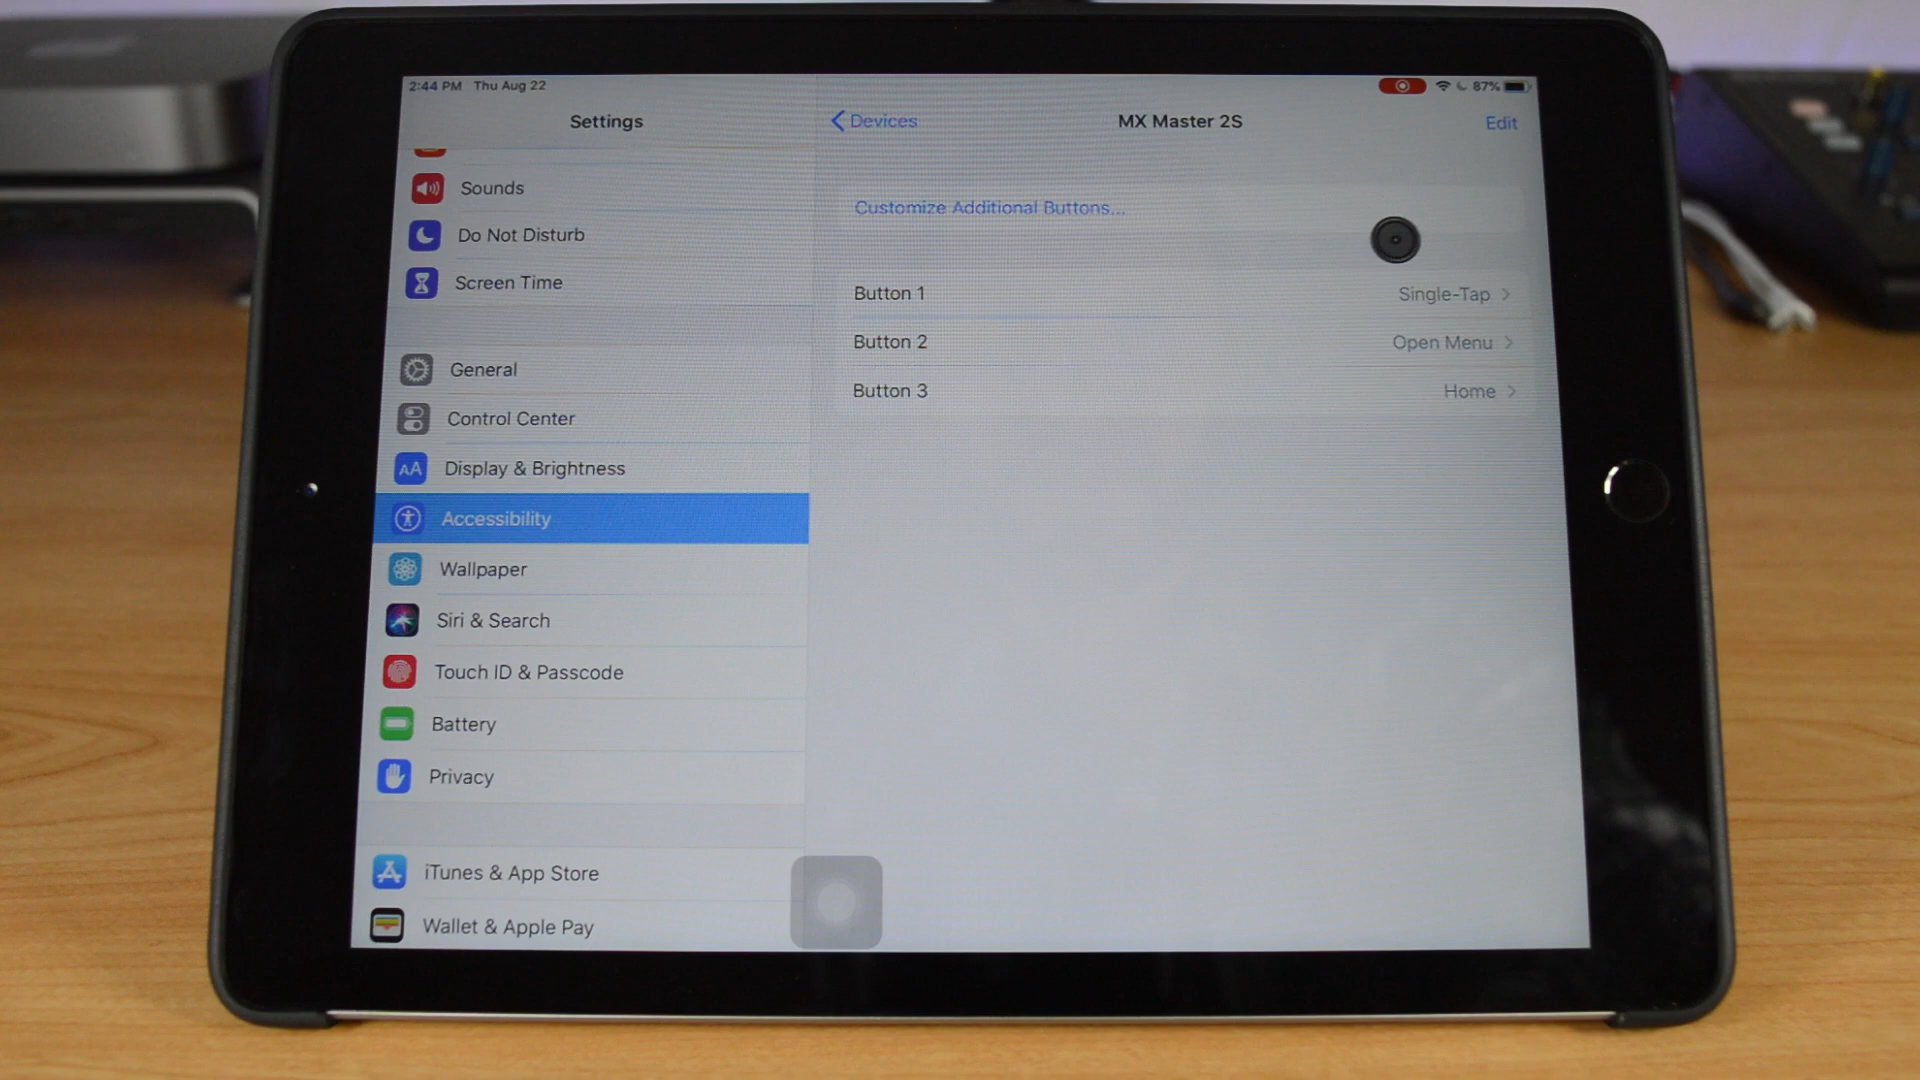 2:44 PM Thu Aug 22
87%
Settings
Sounds
Do Not Disturb
Screen Time
General
Control Center
AA Display & Brightness
Accessibility
Wallpaper
Siri & Search
Touch ID & Passcode
Battery
Privacy
iTunes & App Store
Wallet & Apple Pay
Devices
MX Master 2S
Edit
Customize Additional Buttons...
Button 1 Single-Tap
Button 2 Open Menu
Button 3 Home